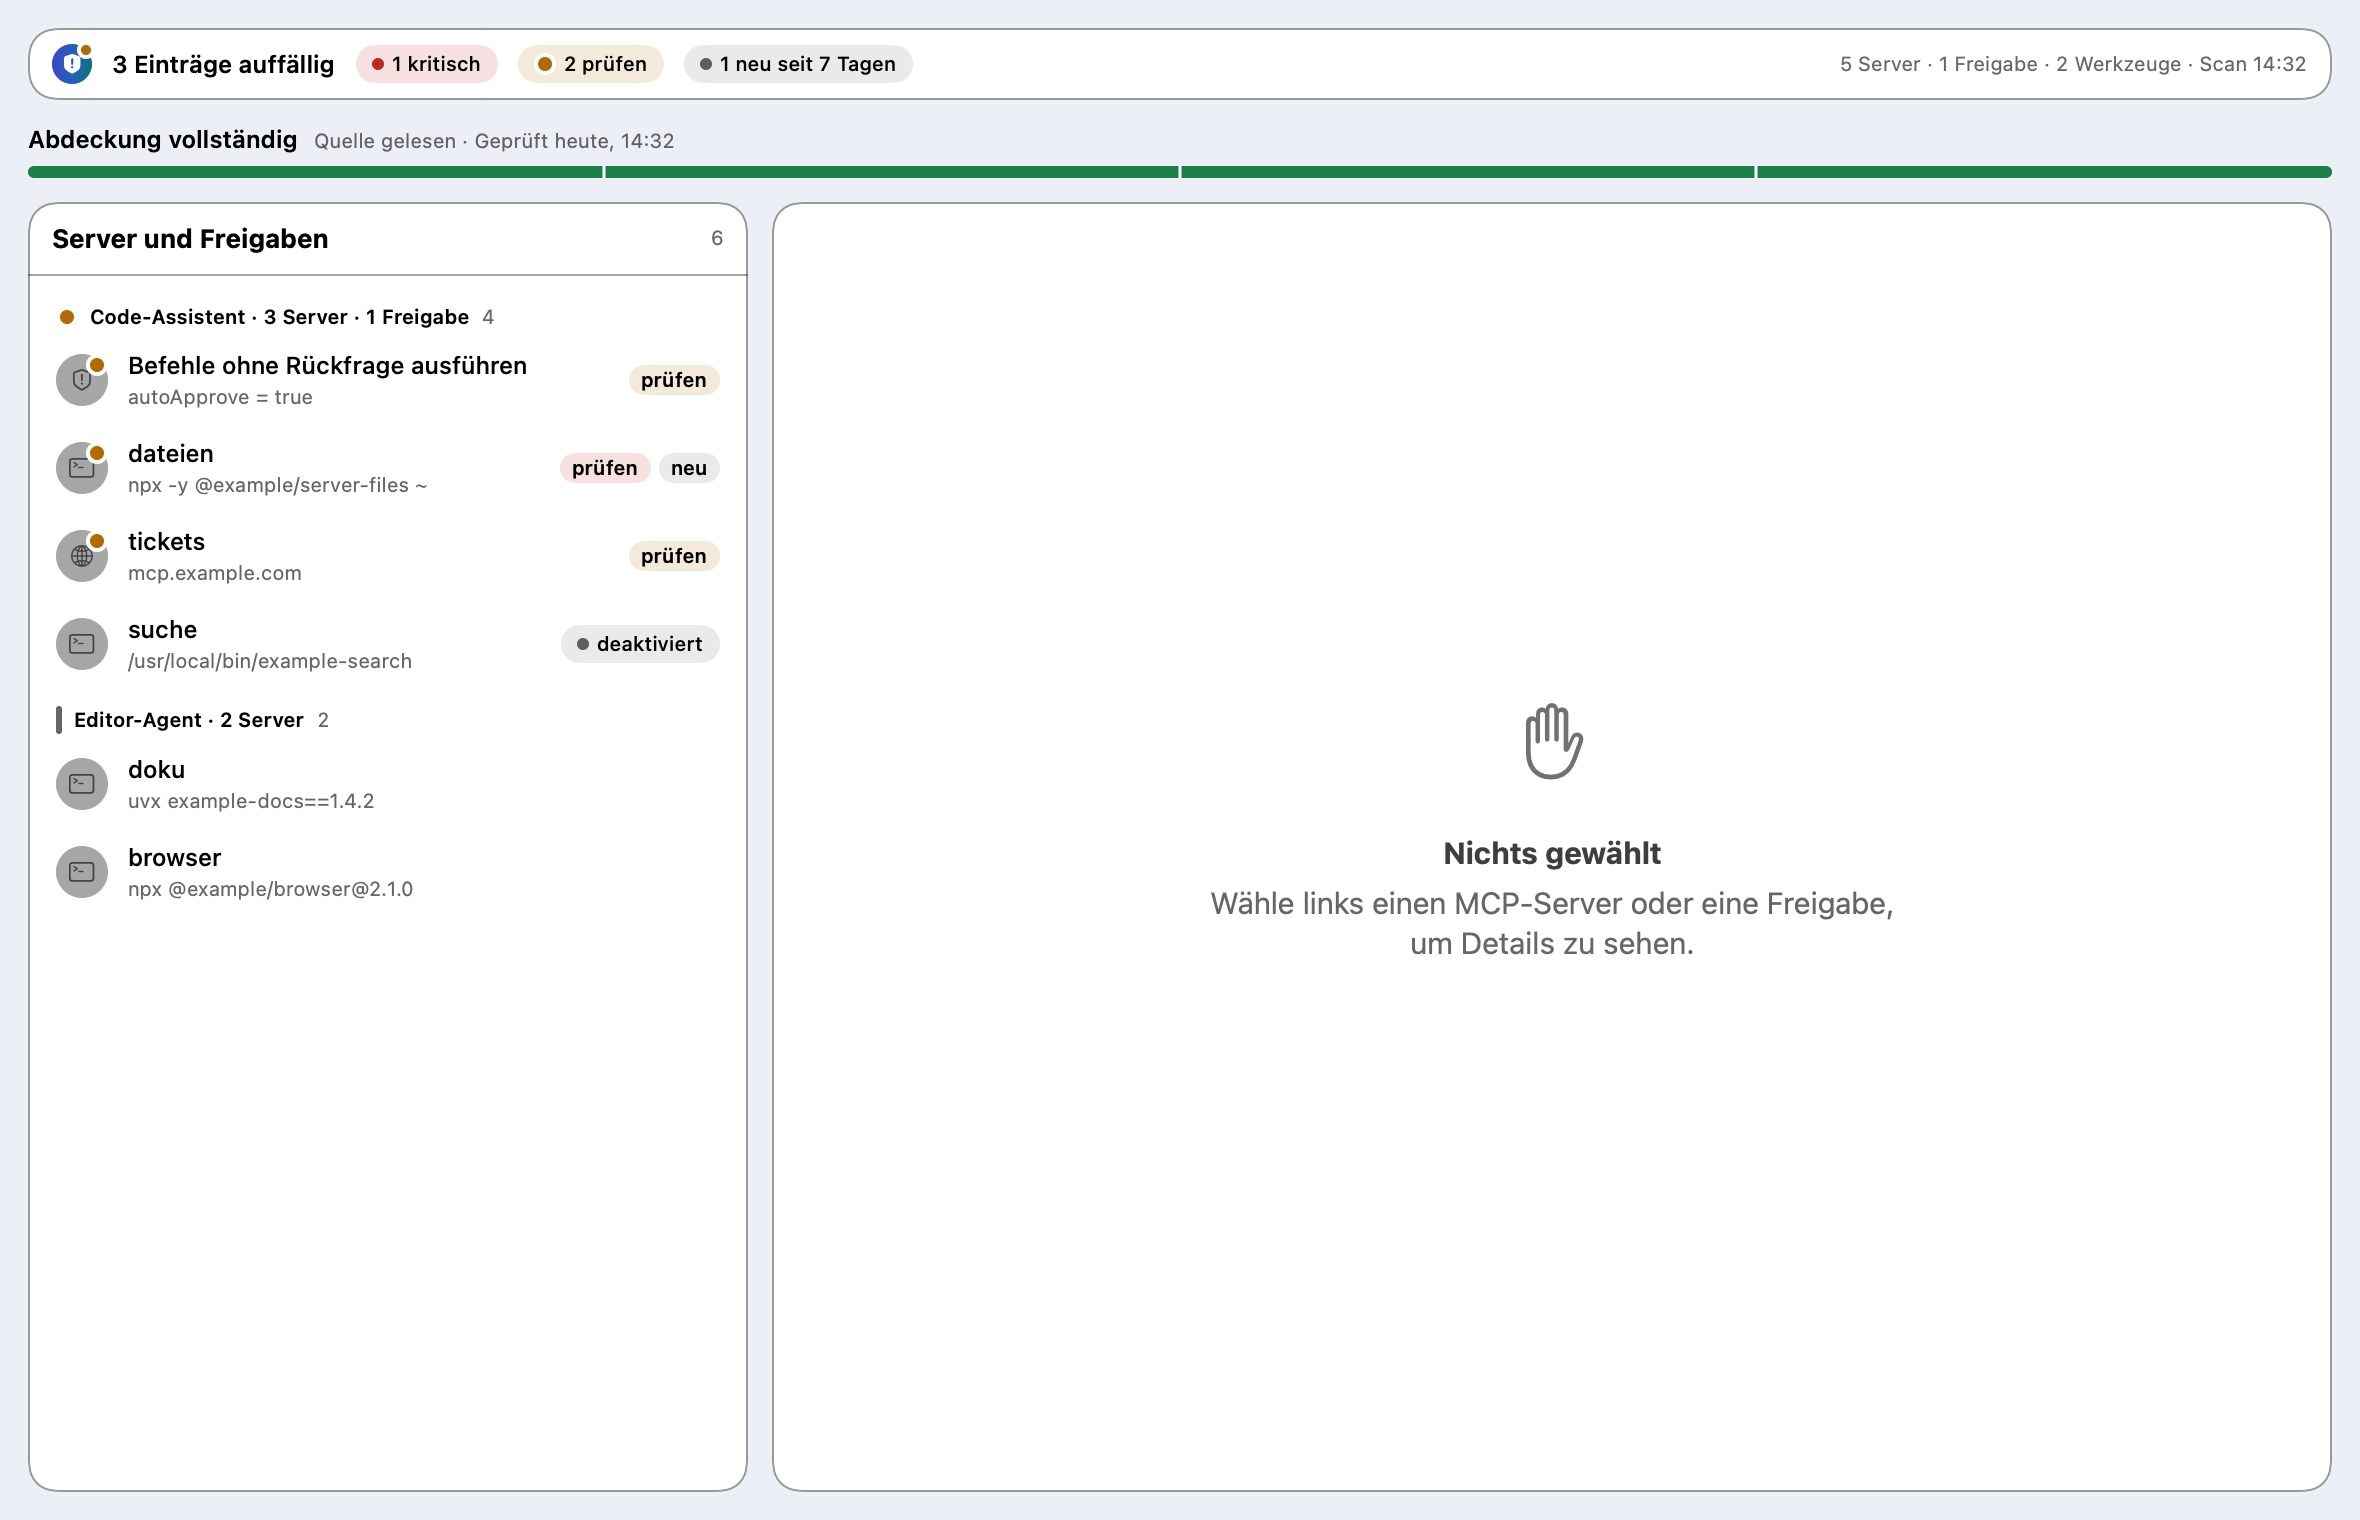 3 Einträge auffällig 1 kritisch 2 prüfen 1 neu seit 7 Tagen 5 Server · 1 Freigabe · 2 Werkzeuge · Scan 14:32
Abdeckung vollständig Quelle gelesen · Geprüft heute, 14:32
Server und Freigaben 6
Code-Assistent · 3 Server · 1 Freigabe 4
Befehle ohne Rückfrage ausführen
autoApprove = true
prüfen
dateien
npx -y @example/server-files ~
prüfen neu
tickets
mcp.example.com
prüfen
suche
/usr/local/bin/example-search
deaktiviert
Editor-Agent · 2 Server 2
doku
uvx example-docs==1.4.2
browser
npx @example/browser@2.1.0
Nichts gewählt
Wähle links einen MCP-Server oder eine Freigabe,
um Details zu sehen.